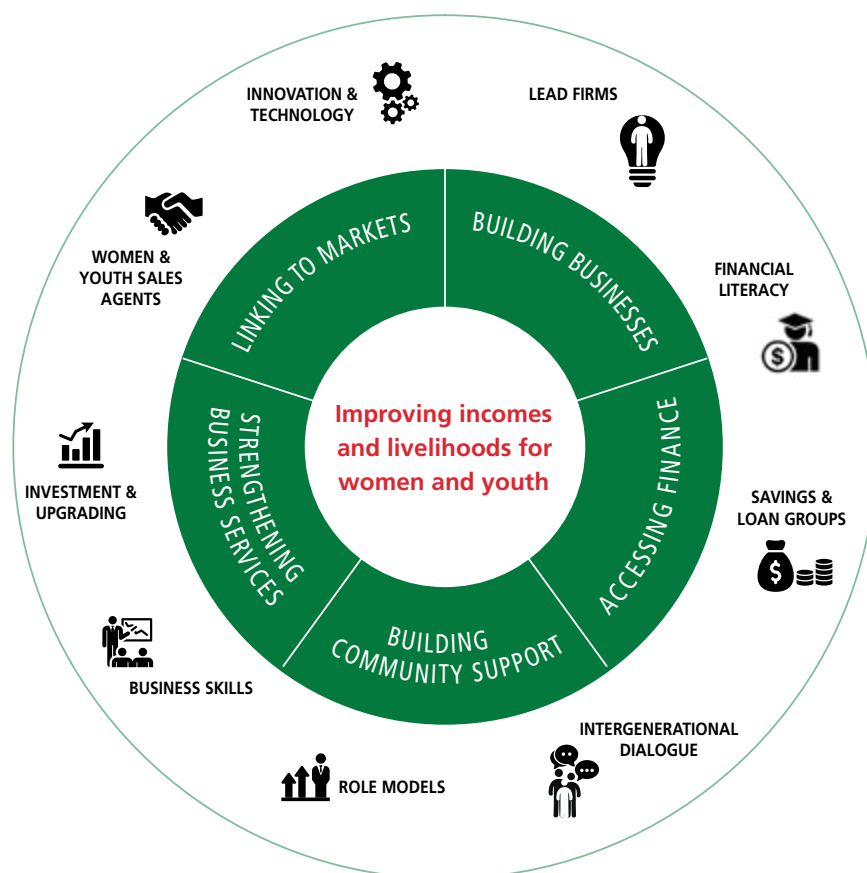 INNOVATION &
TECHNOLOGY
LEAD FIRMS
WOMEN &
YOUTH SALES
AGENTS
FINANCIAL
LITERACY
LINKING TO MARKETS
BUILDING BUSINESSES
Improving incomes
and livelihoods for
women and youth
STRENGTHENING
BUSINESS SERVICES
ACCESSING FINANCE
INVESTMENT &
UPGRADING
SAVINGS &
LOAN GROUPS
$
$
BUILDING
COMMUNITY SUPPORT
BUSINESS SKILLS
INTERGENERATIONAL
DIALOGUE
ROLE MODELS